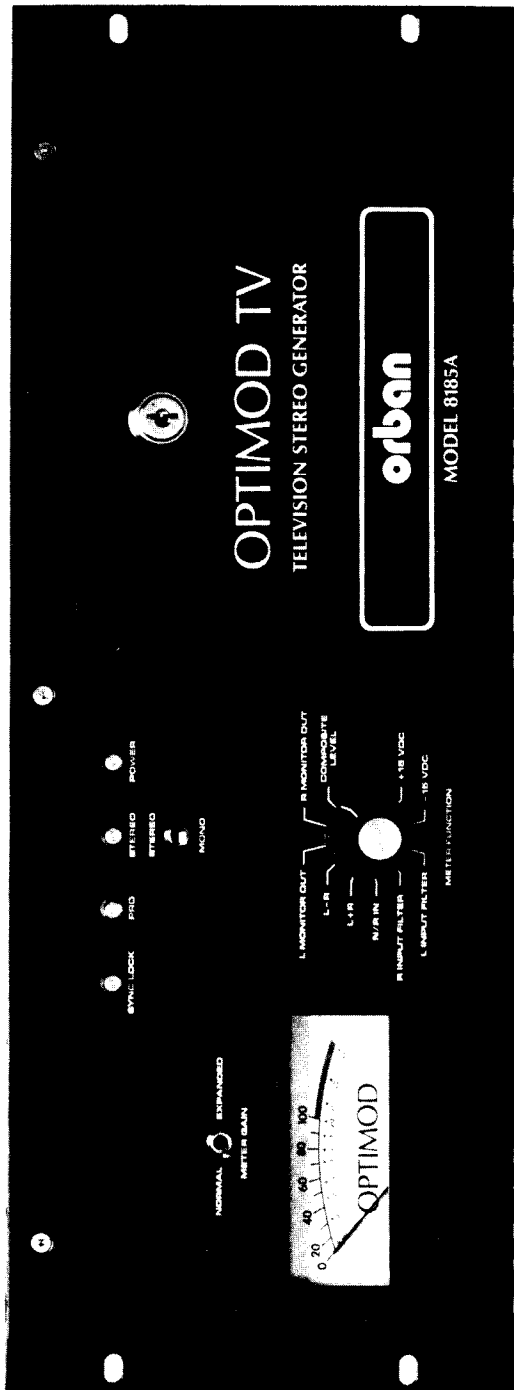 SYNC LOCK
PRO
STEREO
POWER
STEREO
MONO
NORMAL
EXPANDED
METER GAIN
0 20 40 60 80 100
OPTIMOD
L MONITOR OUT
R MONITOR OUT
L–R
COMPOSITE
LEVEL
L+R
N/R IN
R INPUT FILTER
+15 VDC
L INPUT FILTER
-15 VDC
METER FUNCTION
OPTIMOD TV
TELEVISION STEREO GENERATOR
orban
MODEL 8185A